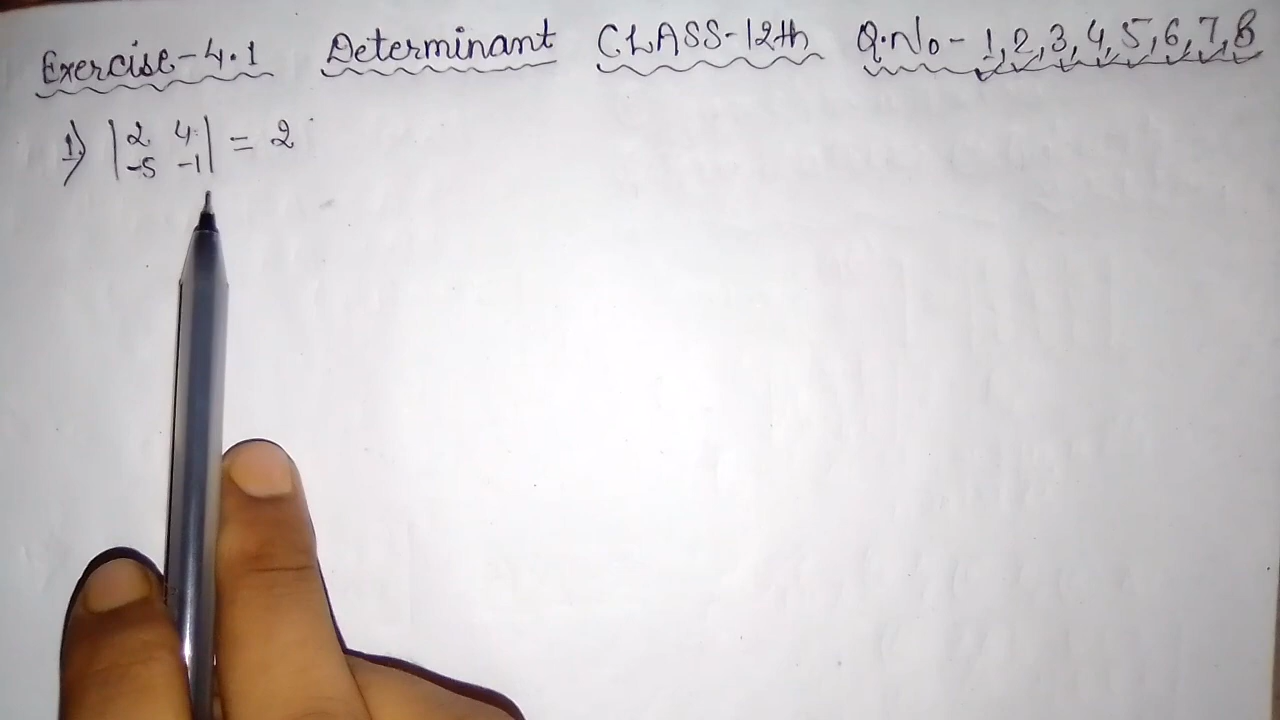 Exercise-4.1 Determinant CLASS-12th Q.No- 1,2,3,4,5,6,7,8
1) |2 4| = 2
|-5 -1|